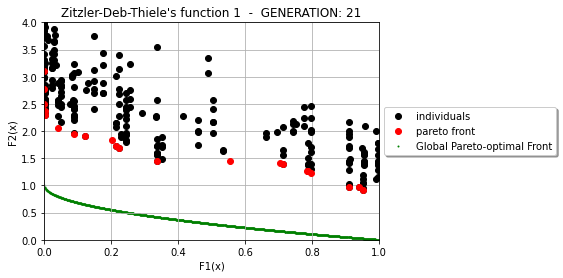 Zitzler-Deb-Thiele's function 1 - GENERATION: 21
4.0
3.5
3.0
2.5
2.0
1.5
1.0
0.5
0.0
F2(x)
0.0 0.2 0.4 0.6 0.8 1.0
F1(x)
individuals
pareto front
Global Pareto-optimal Front